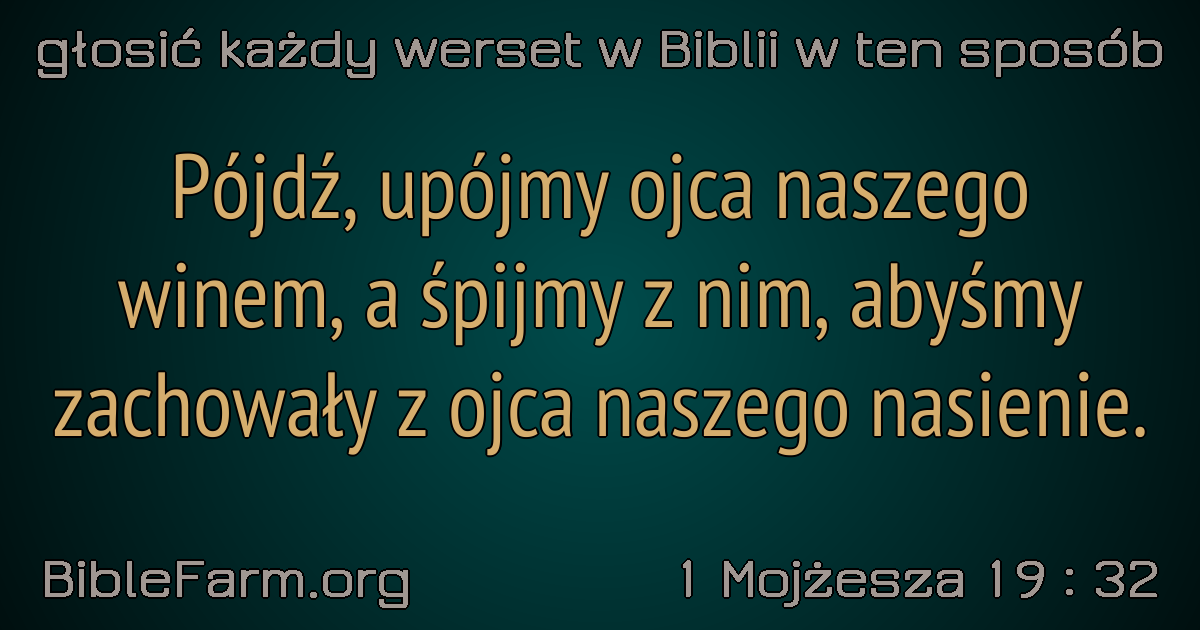 głosić każdy werset w Biblii w ten sposób
Pójdź, upójmy ojca naszego
winem, a śpijmy z nim, abyśmy
zachowały z ojca naszego nasienie.
BibleFarm.org
1 Mojżesza 19 : 32